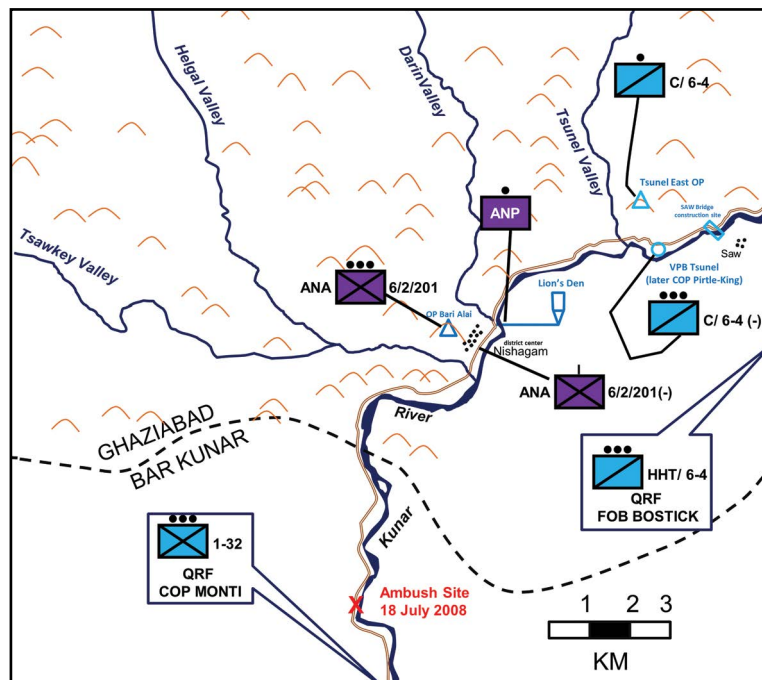 Helgal Valley
DarinValley
Tsunel Valley
Tsawkey Valley
C/ 6-4
Tsunel East OP
SAW Bridge
construction site
Saw
ANP
ANA
6/2/201
OP Bari Alai
Lion's Den
VPB Tsunel
(later COP Pirtle-King)
C/ 6-4 (-)
district center
Nishagam
ANA
6/2/201(-)
River
GHAZIABAD
BAR KUNAR
HHT/ 6-4
QRF
FOB BOSTICK
Kunar
1-32
QRF
COP MONTI
X
Ambush Site
18 July 2008
1 2 3
KM